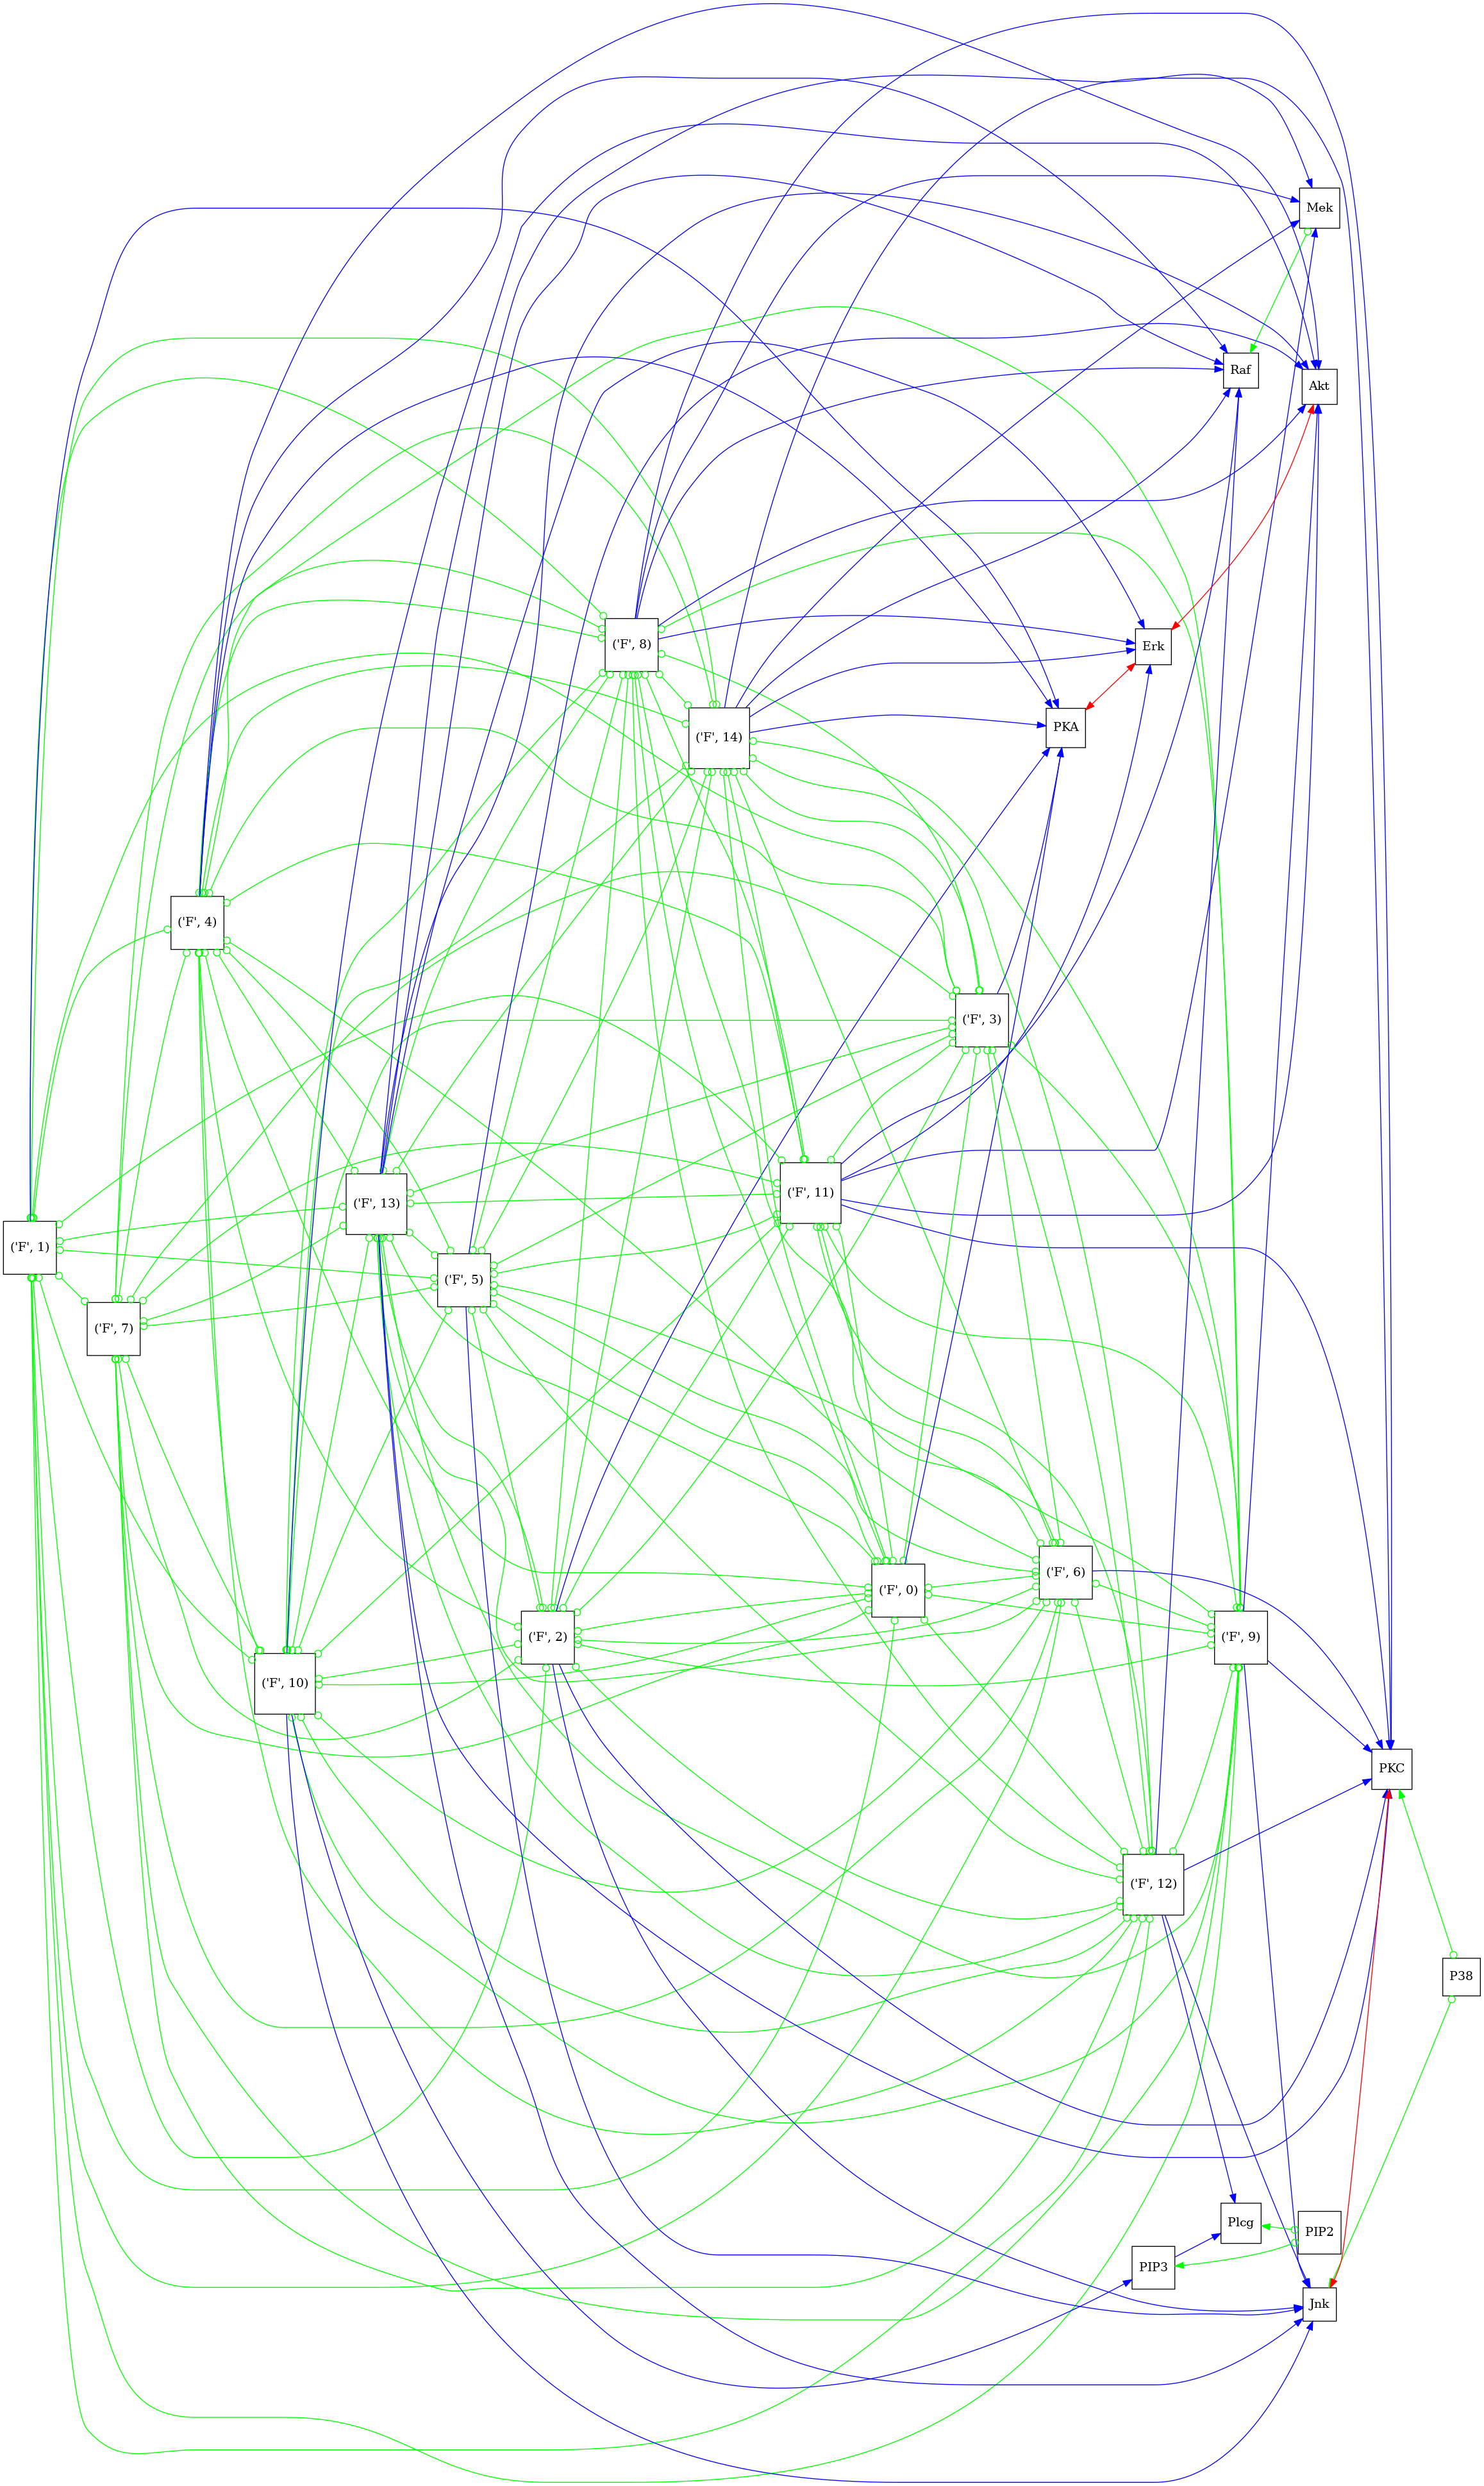 Mek
Raf
Akt
('F', 8)
Erk
('F', 14)
PKA
('F', 4)
('F', 3)
('F', 11)
('F', 13)
('F', 1)
('F', 5)
('F', 7)
('F', 6)
('F', 0)
('F', 2)
('F', 9)
('F', 10)
PKC
('F', 12)
P38
Plcg
PIP2
PIP3
Jnk